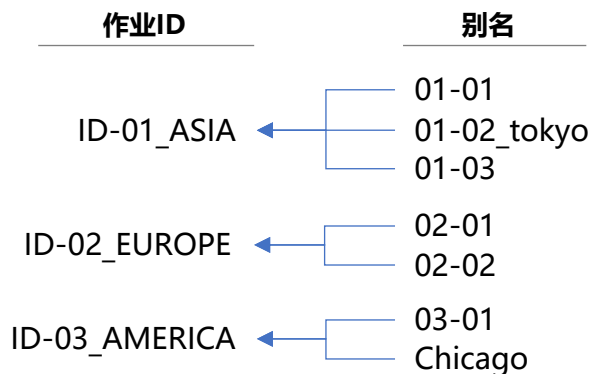 作业ID 别名
ID-01_ASIA
01-01
01-02_tokyo
01-03
ID-02_EUROPE
02-01
02-02
ID-03_AMERICA
03-01
Chicago